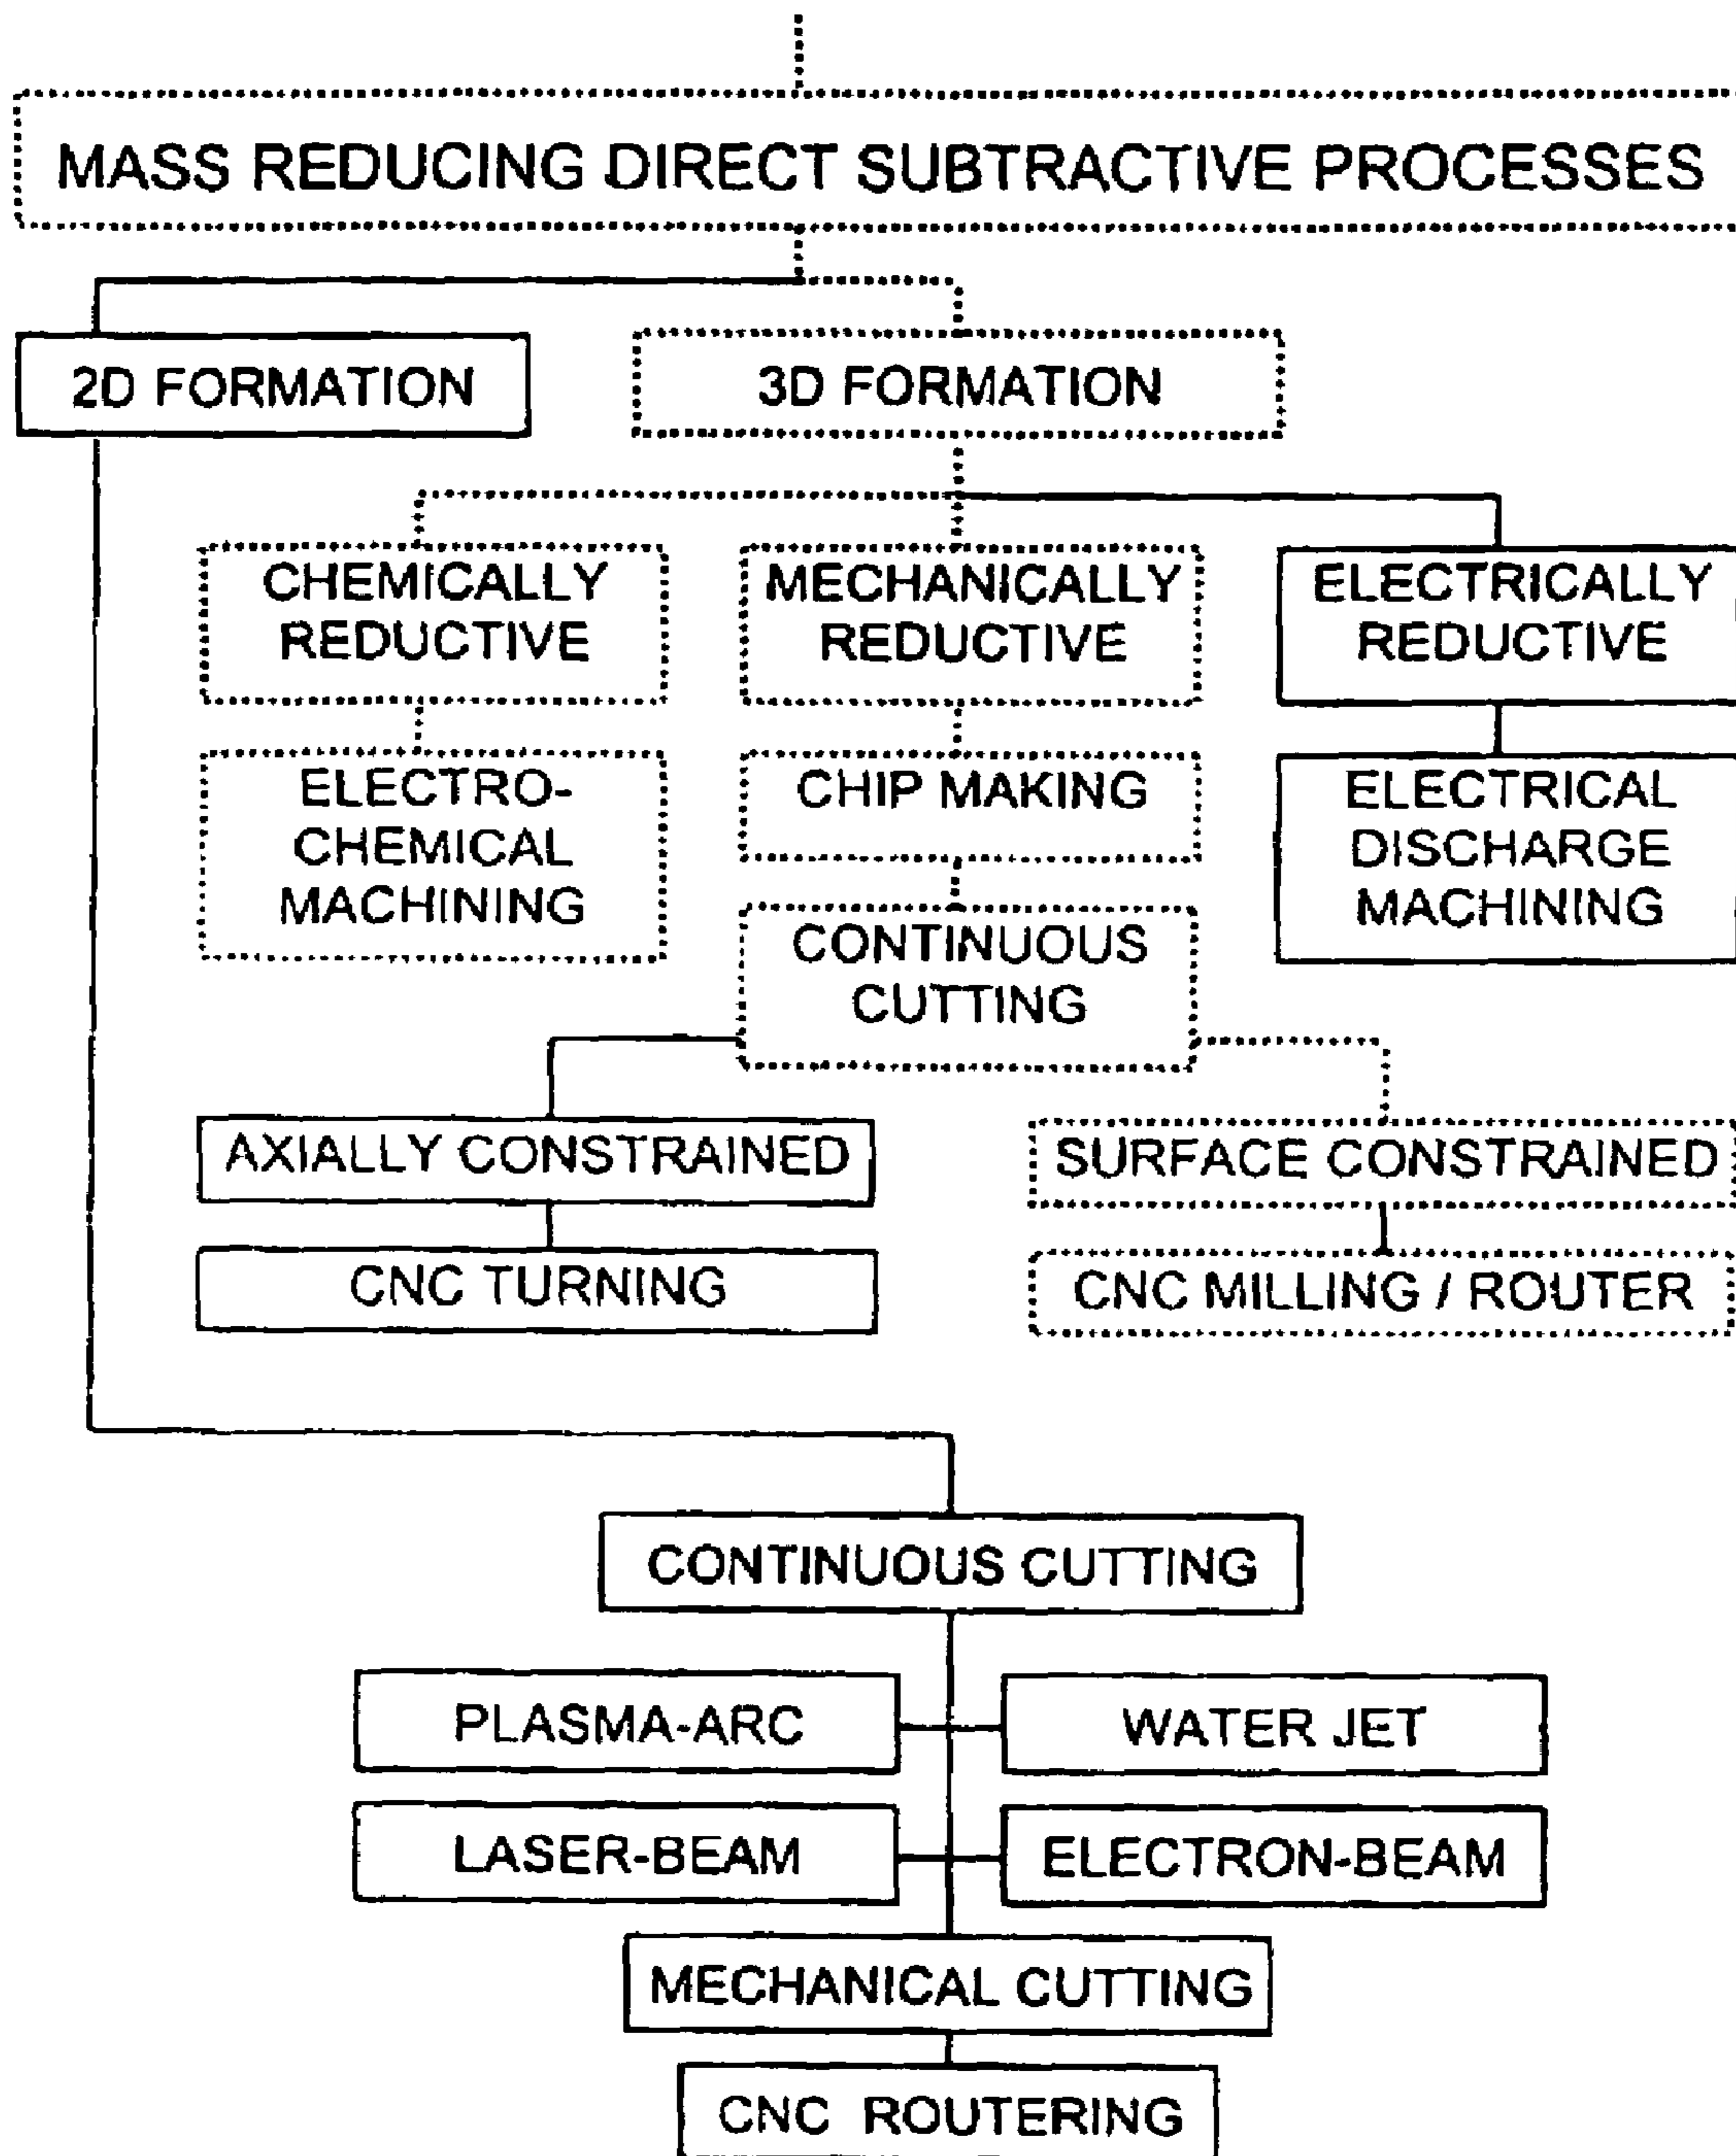 MASS REDUCING DIRECT SUBTRACTIVE PROCESSES
2D FORMATION
3D FORMATION
CHEMICALLY
REDUCTIVE
MECHANICALLY
REDUCTIVE
ELECTRICALLY
REDUCTIVE
ELECTRO-
CHEMICAL
MACHINING
CHIP MAKING
ELECTRICAL
DISCHARGE
MACHINING
CONTINUOUS
CUTTING
AXIALLY CONSTRAINED
SURFACE CONSTRAINED
CNC TURNING
CNC MILLING / ROUTER
CONTINUOUS CUTTING
PLASMA-ARC
WATER JET
LASER-BEAM
ELECTRON-BEAM
MECHANICAL CUTTING
CNC ROUTERING